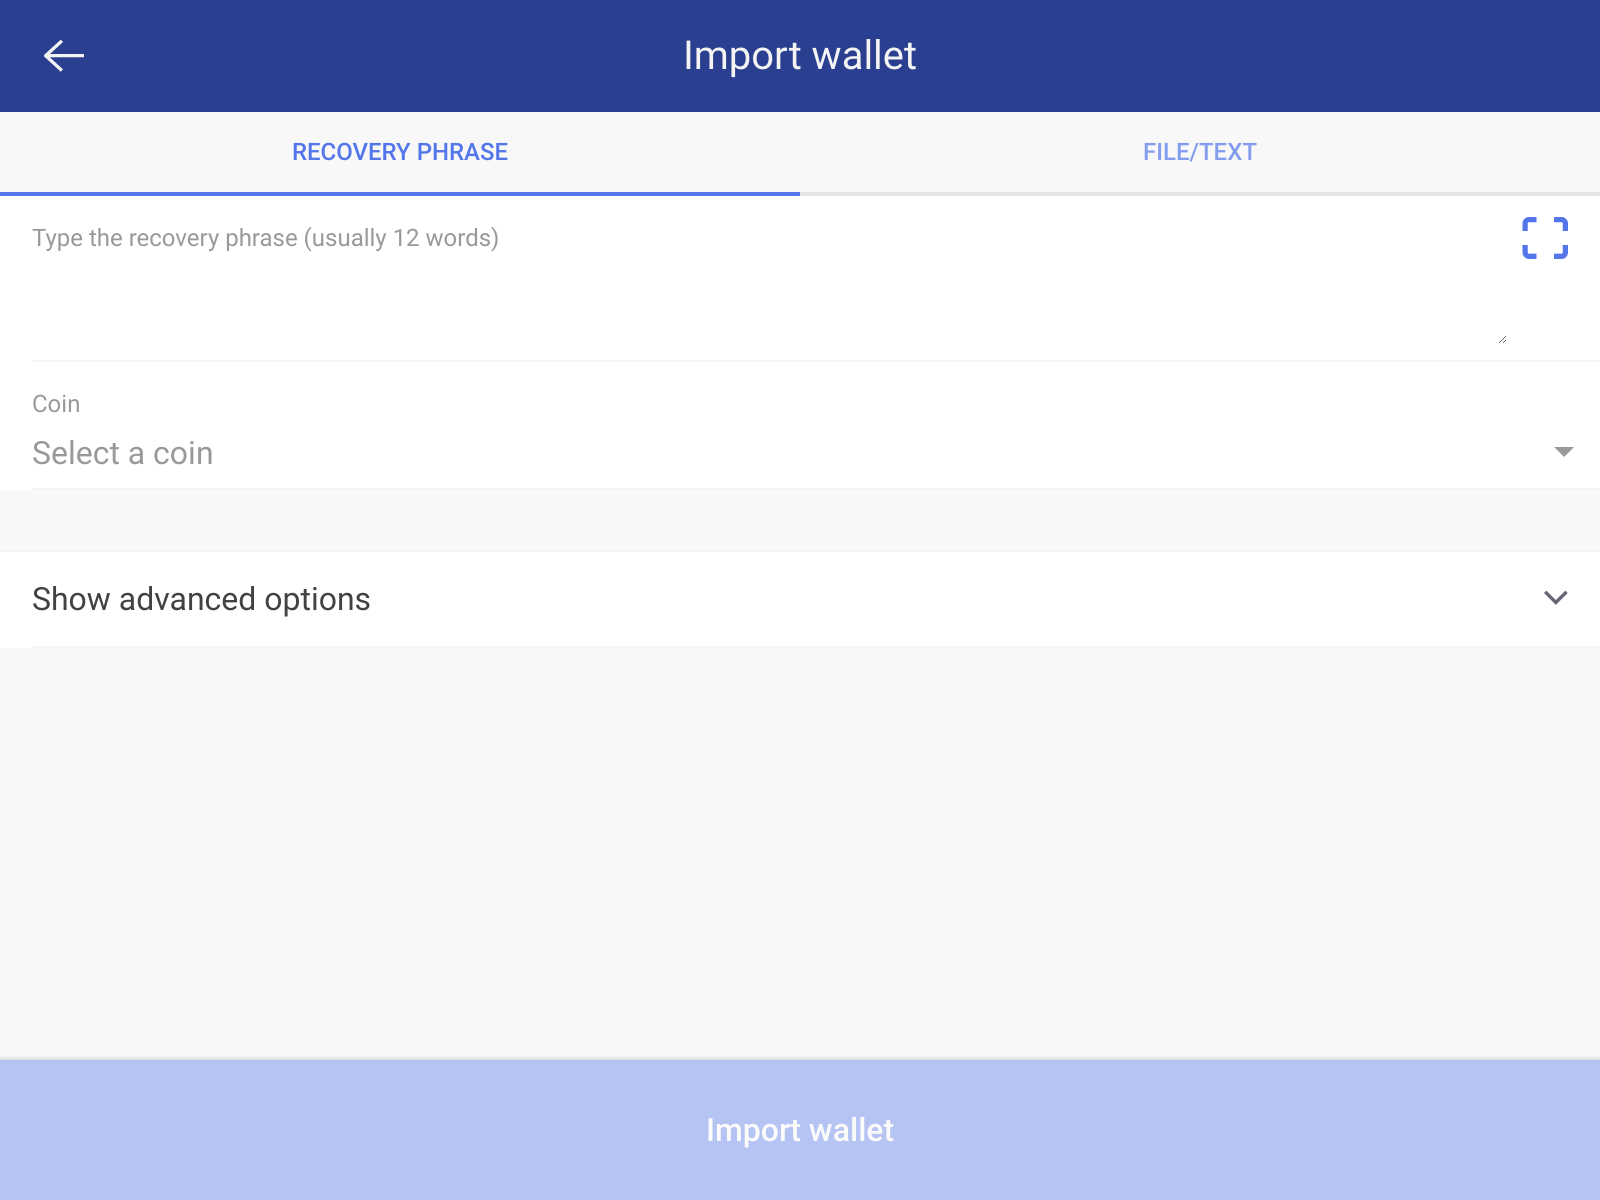 Import wallet
RECOVERY PHRASE
FILE/TEXT
Type the recovery phrase (usually 12 words)
Coin
Select a coin
Show advanced options
Import wallet